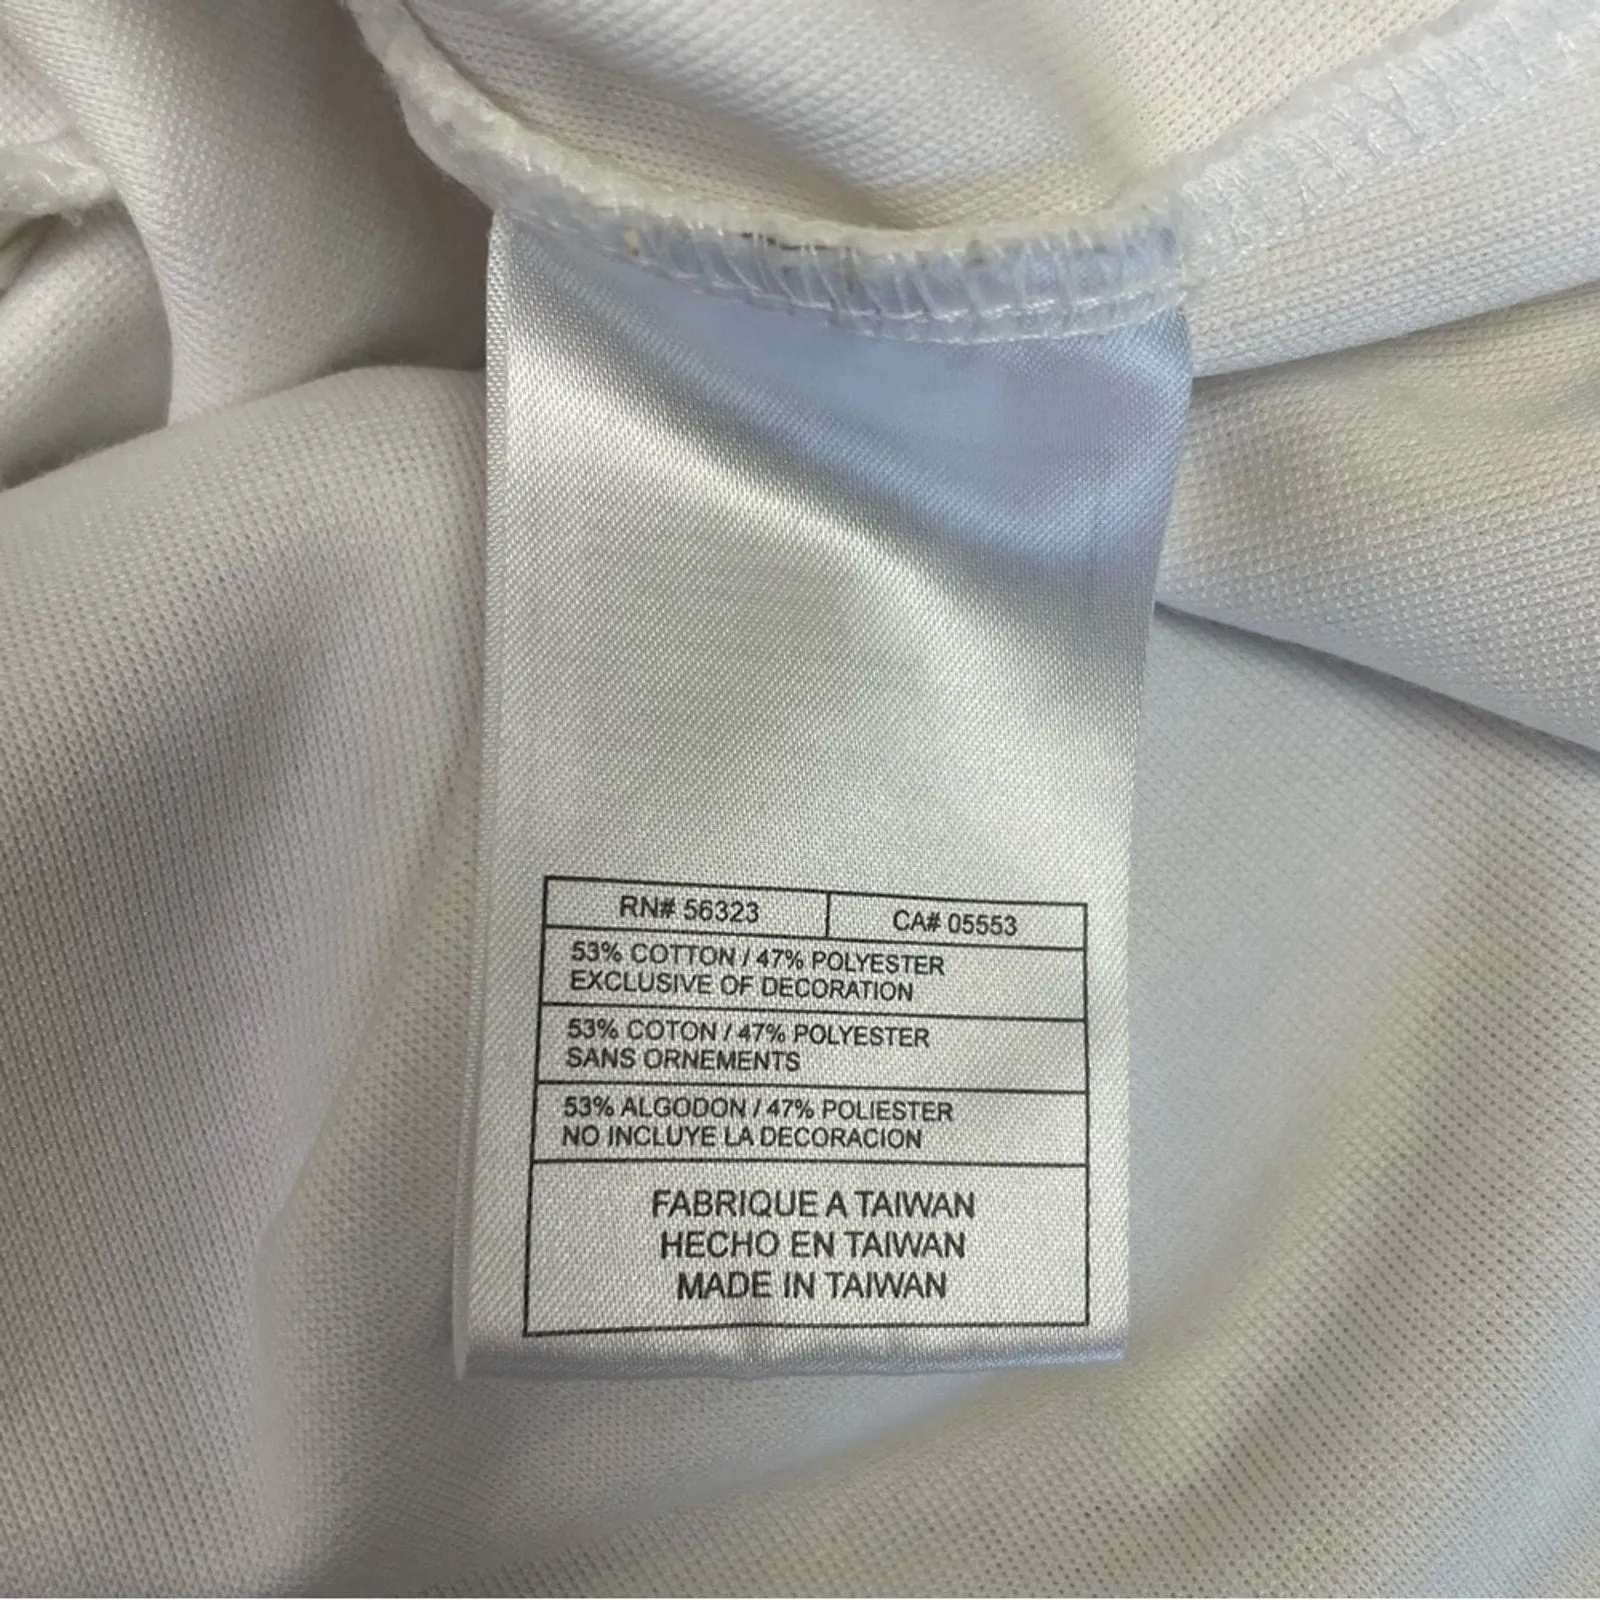 RN# 56323 CA# 05553
53% COTTON / 47% POLYESTER
EXCLUSIVE OF DECORATION
53% COTON / 47% POLYESTER
SANS ORNEMENTS
53% ALGODON / 47% POLIESTER
NO INCLUYE LA DECORACION
FABRIQUE A TAIWAN
HECHO EN TAIWAN
MADE IN TAIWAN